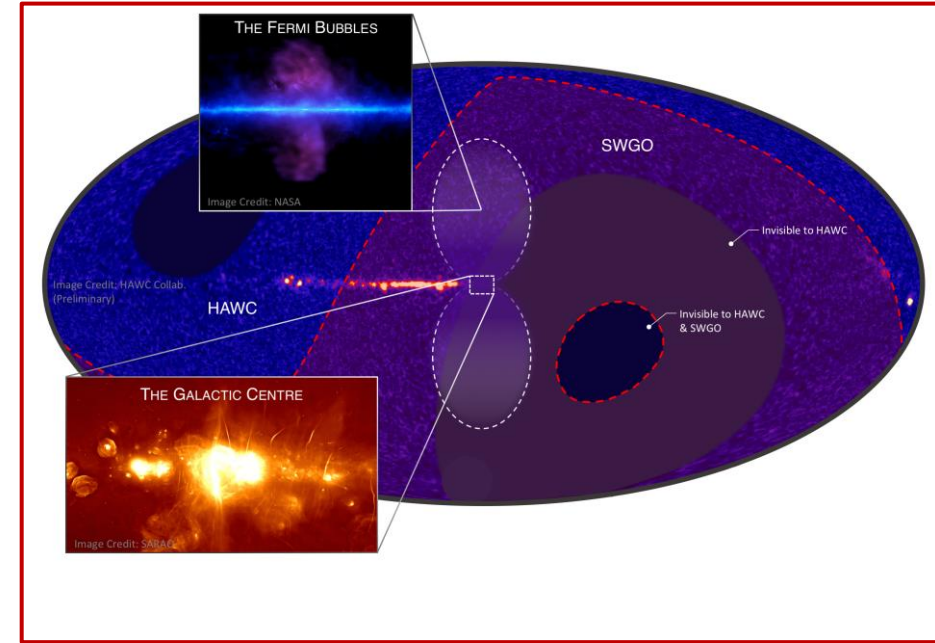 THE FERMI BUBBLES
Image Credit: NASA
SWGO
Invisible to HAWC
Image Credit: HAWC Collab.
(Preliminary)
HAWC
Invisible to HAWC
& SWGO
THE GALACTIC CENTRE
Image Credit: SARAO